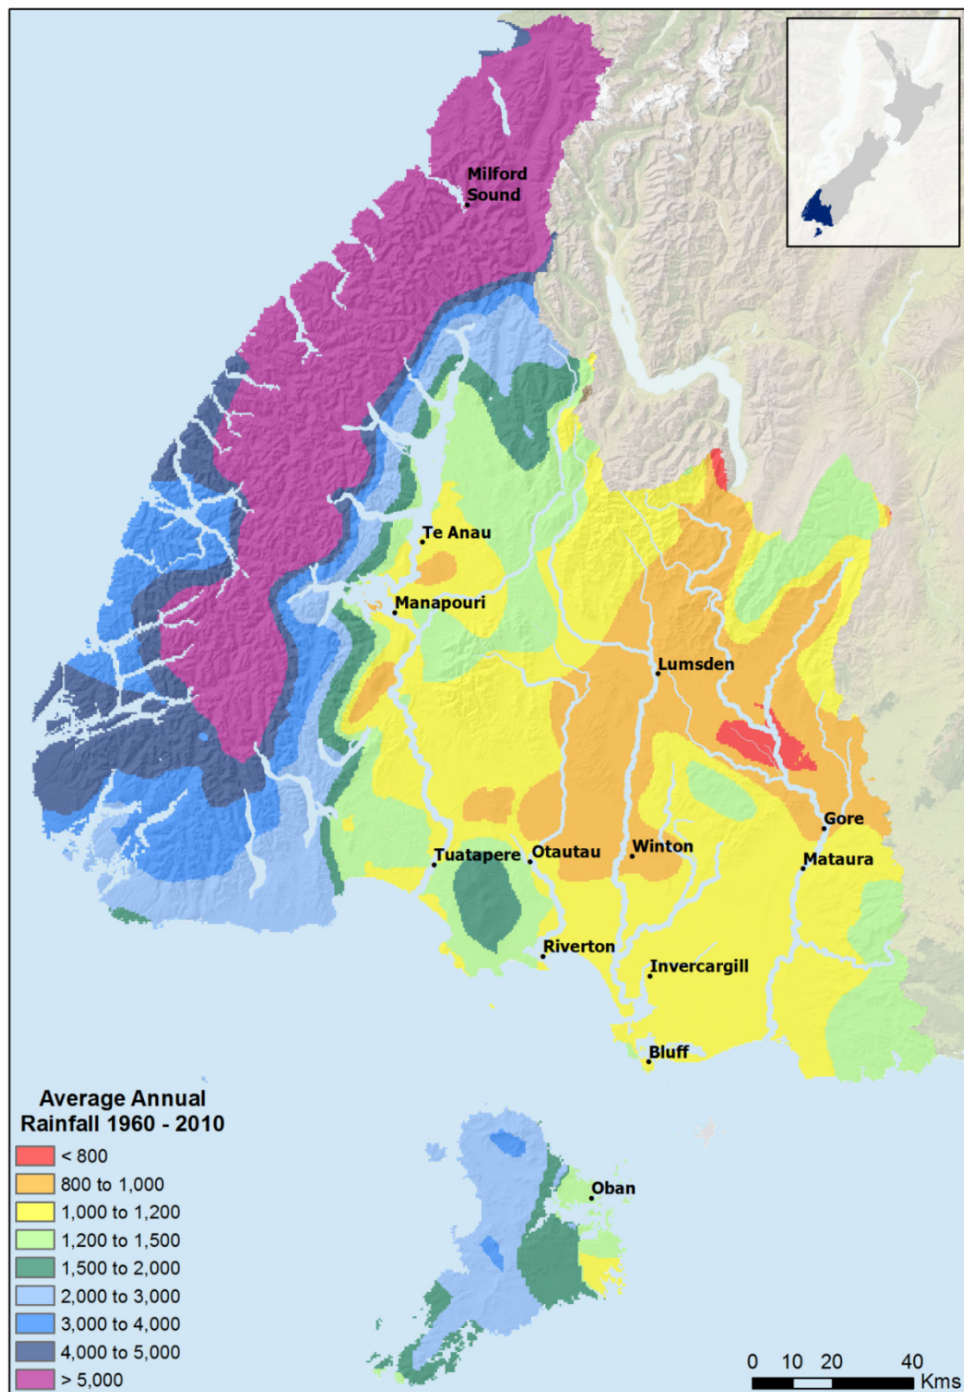 Milford
Sound
Te Anau
Manapouri
Lumsden
Gore
Tuatapere
Otautau
Winton
Mataura
Riverton
Invercargill
Bluff
Oban
Average Annual
Rainfall 1960 - 2010
< 800
800 to 1,000
1,000 to 1,200
1,200 to 1,500
1,500 to 2,000
2,000 to 3,000
3,000 to 4,000
4,000 to 5,000
> 5,000
0 10 20 40
Kms